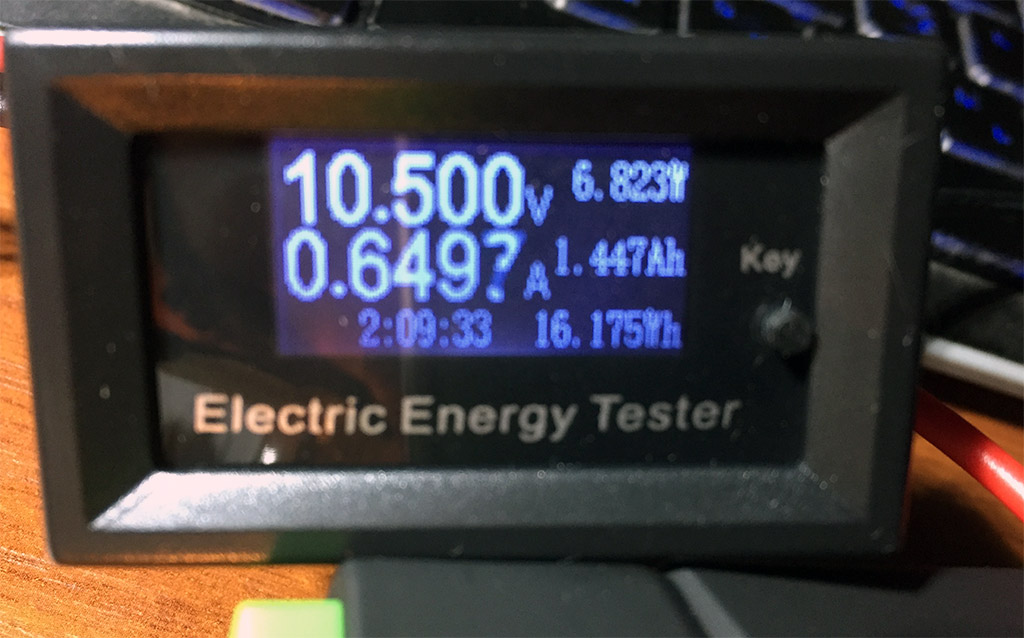 10.500V 6.823W
0.6497A 1.447Ah
2:09:33 16.175Wh
Key
Electric Energy Tester